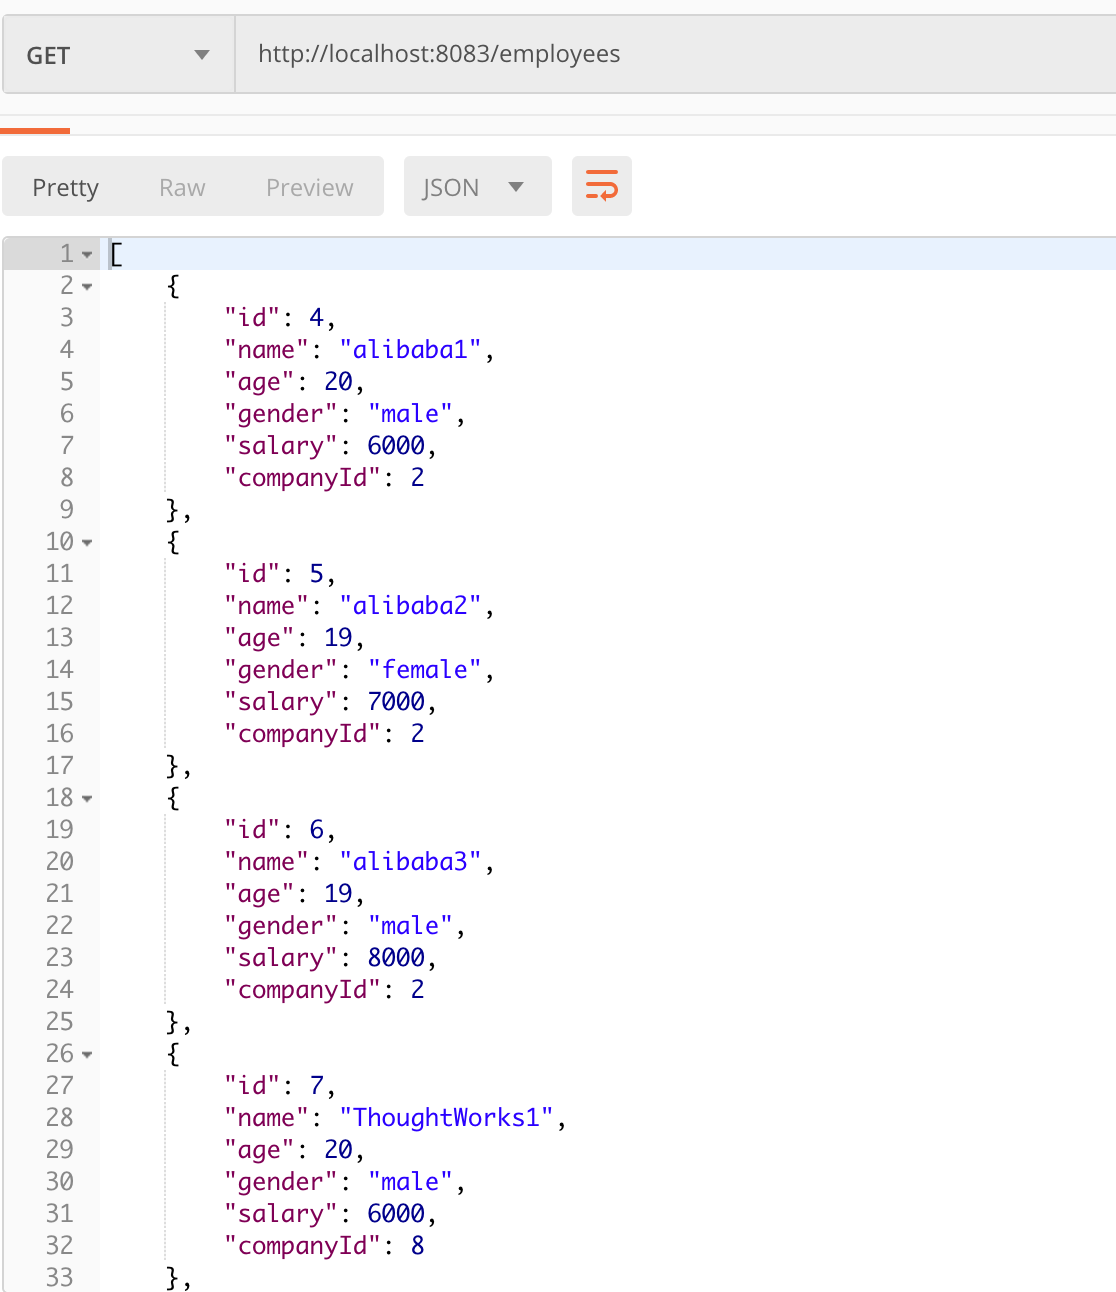 GET http://localhost:8083/employees
Pretty Raw Preview JSON
1 [
2 {
3 "id": 4,
4 "name": "alibaba1",
5 "age": 20,
6 "gender": "male",
7 "salary": 6000,
8 "companyId": 2
9 },
10 {
11 "id": 5,
12 "name": "alibaba2",
13 "age": 19,
14 "gender": "female",
15 "salary": 7000,
16 "companyId": 2
17 },
18 {
19 "id": 6,
20 "name": "alibaba3",
21 "age": 19,
22 "gender": "male",
23 "salary": 8000,
24 "companyId": 2
25 },
26 {
27 "id": 7,
28 "name": "ThoughtWorks1",
29 "age": 20,
30 "gender": "male",
31 "salary": 6000,
32 "companyId": 8
33 },